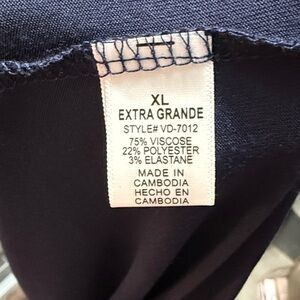 XL
EXTRA GRANDE
STYLE# VD-7012
75% VISCOSE
22% POLYESTER
3% ELASTANE
MADE IN
CAMBODIA
HECHO EN
CAMBODIA